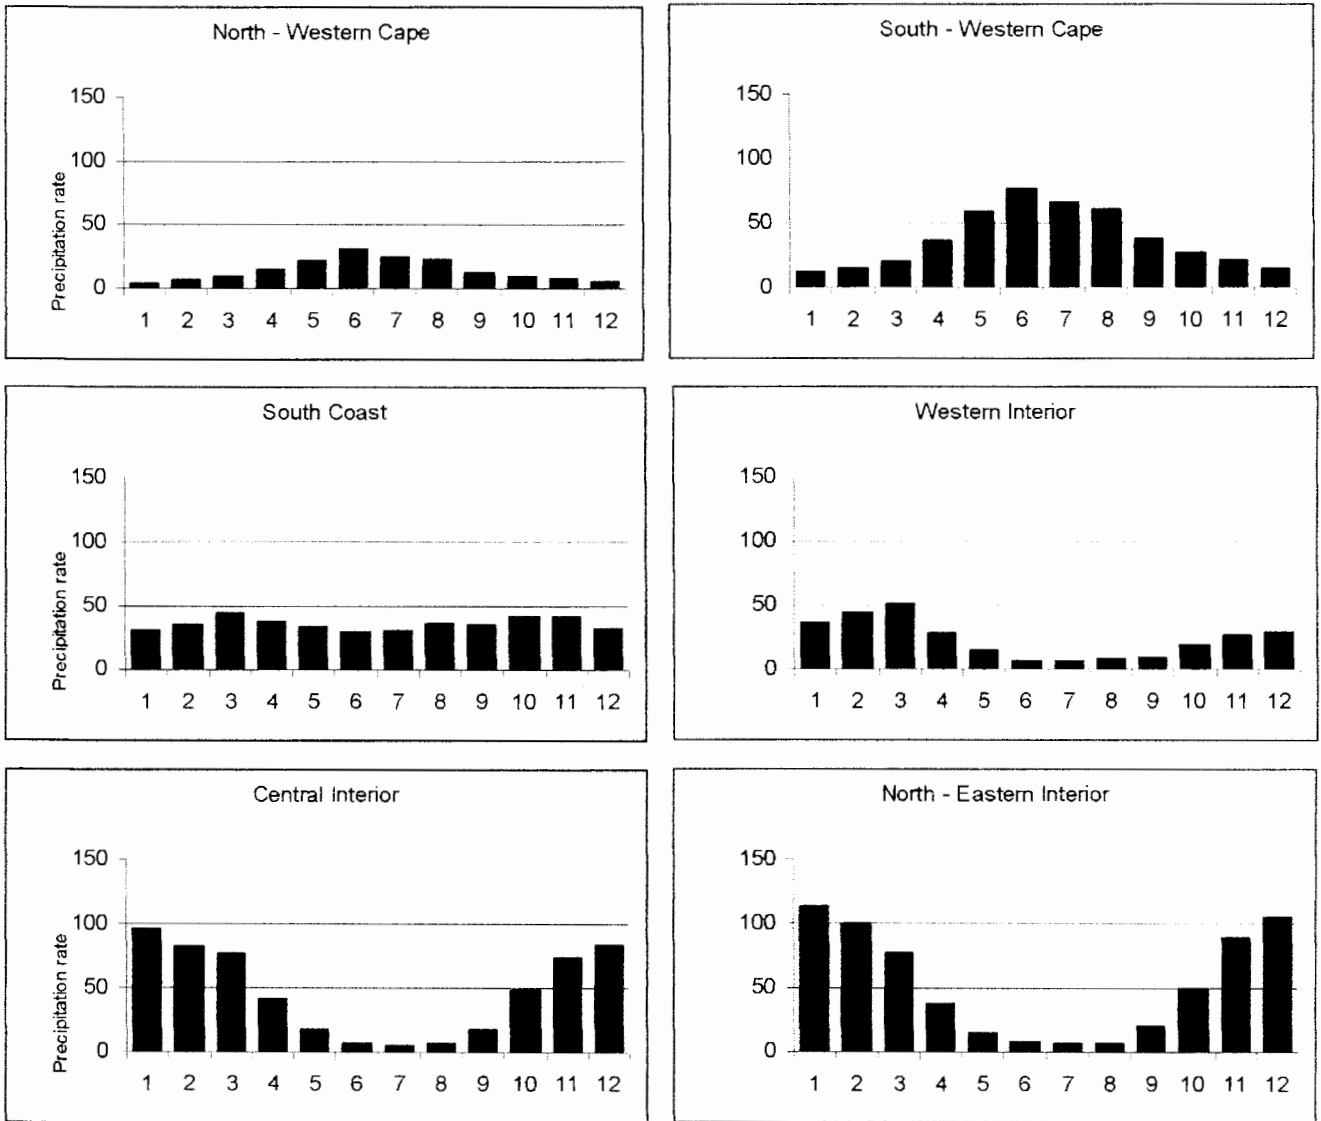 North - Western Cape
150
100
50
0
Precipitation rate
1 2 3 4 5 6 7 8 9 10 11 12
South - Western Cape
150
100
50
0
1 2 3 4 5 6 7 8 9 10 11 12
South Coast
150
100
50
0
Precipitation rate
1 2 3 4 5 6 7 8 9 10 11 12
Western Interior
150
100
50
0
1 2 3 4 5 6 7 8 9 10 11 12
Central Interior
150
100
50
0
Precipitation rate
1 2 3 4 5 6 7 8 9 10 11 12
North - Eastern Interior
150
100
50
0
1 2 3 4 5 6 7 8 9 10 11 12